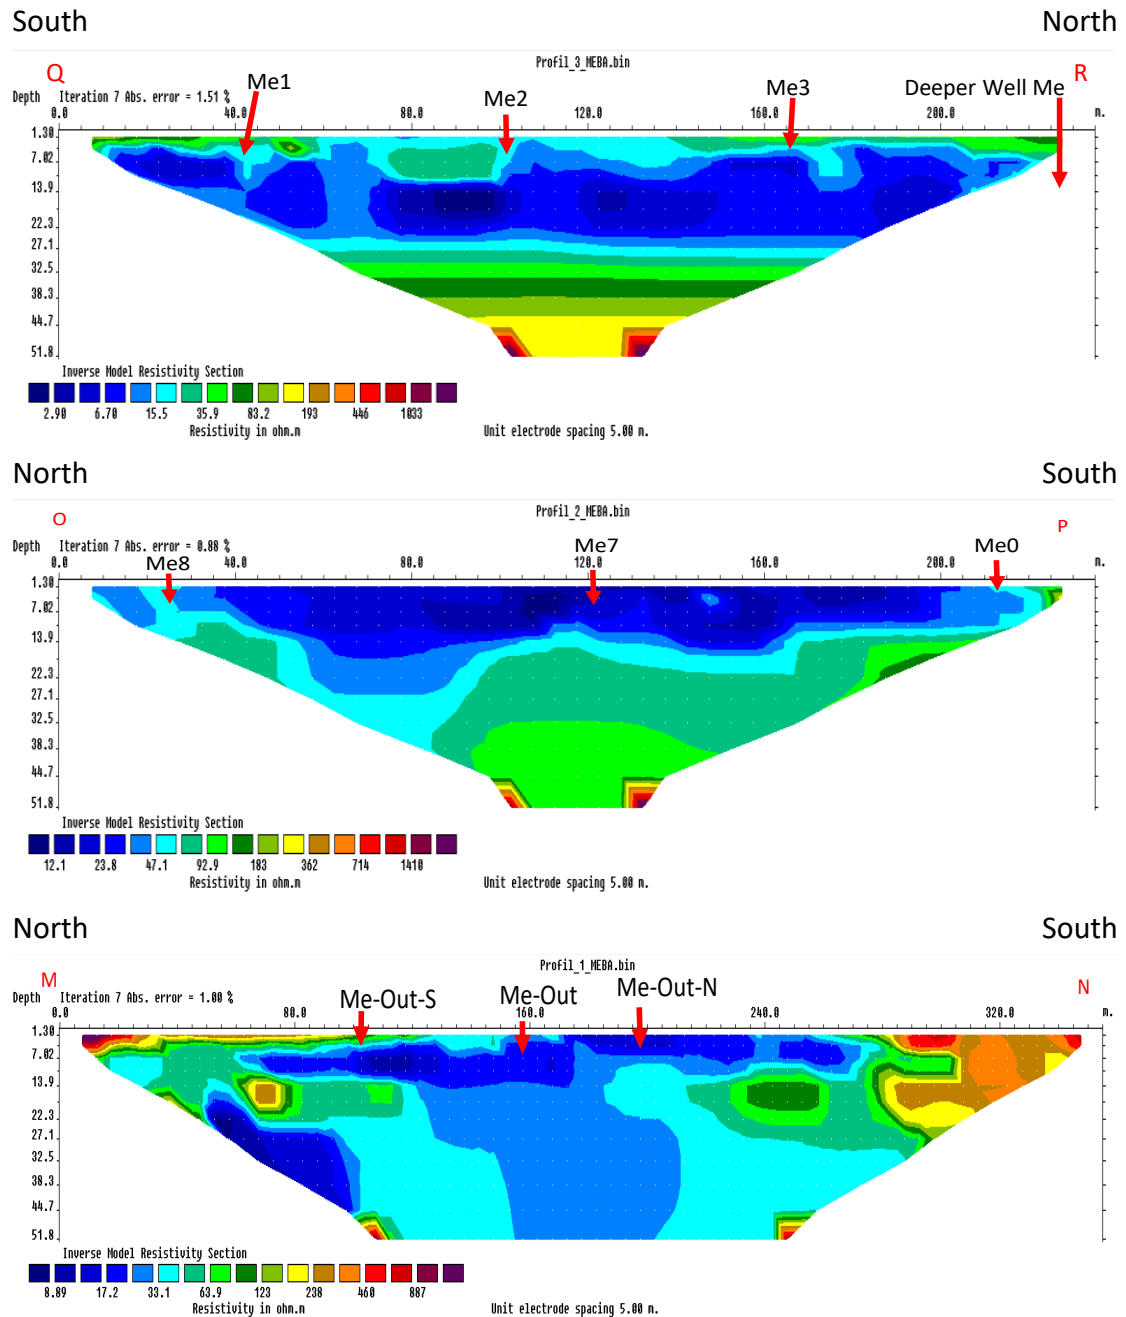 South North
Profil_3_MEBA.bin
Q R
Me1 Me2 Me3 Deeper Well Me
Depth Iteration 7 Abs. error = 1.51 %
0.0 40.0 80.0 120.0 160.0 200.0 m.
1.30
7.02
13.9
22.3
27.1
32.5
38.3
44.7
51.8
Inverse Model Resistivity Section
2.90 6.70 15.5 35.9 83.2 193 446 1033
Resistivity in ohm.m Unit electrode spacing 5.00 m.
North South
Profil_2_MEBA.bin
O P
Depth Iteration 7 Abs. error = 0.88 %
Me8 Me7 Me0
0.0 40.0 80.0 120.0 160.0 200.0 m.
1.30
7.02
13.9
22.3
27.1
32.5
38.3
44.7
51.8
Inverse Model Resistivity Section
12.1 23.8 47.1 92.9 183 362 714 1410
Resistivity in ohm.m Unit electrode spacing 5.00 m.
North South
Profil_1_MEBA.bin
M N
Depth Iteration 7 Abs. error = 1.00 %
Me-Out-S Me-Out Me-Out-N
0.0 80.0 160.0 240.0 320.0 m.
1.30
7.02
13.9
22.3
27.1
32.5
38.3
44.7
51.8
Inverse Model Resistivity Section
8.89 17.2 33.1 63.9 123 238 460 887
Resistivity in ohm.m Unit electrode spacing 5.00 m.